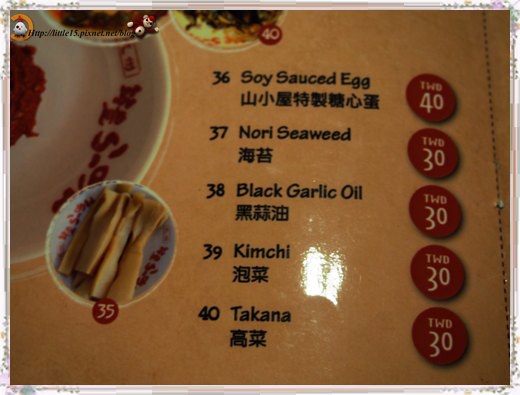 Http://little15.pixnet.net/blog
40
36 Soy Sauced Egg
山小屋特製糖心蛋
TWD
40
37 Nori Seaweed
海苔
TWD
30
38 Black Garlic Oil
黑蒜油
TWD
30
39 Kimchi
泡菜
TWD
30
40 Takana
高菜
TWD
30
35